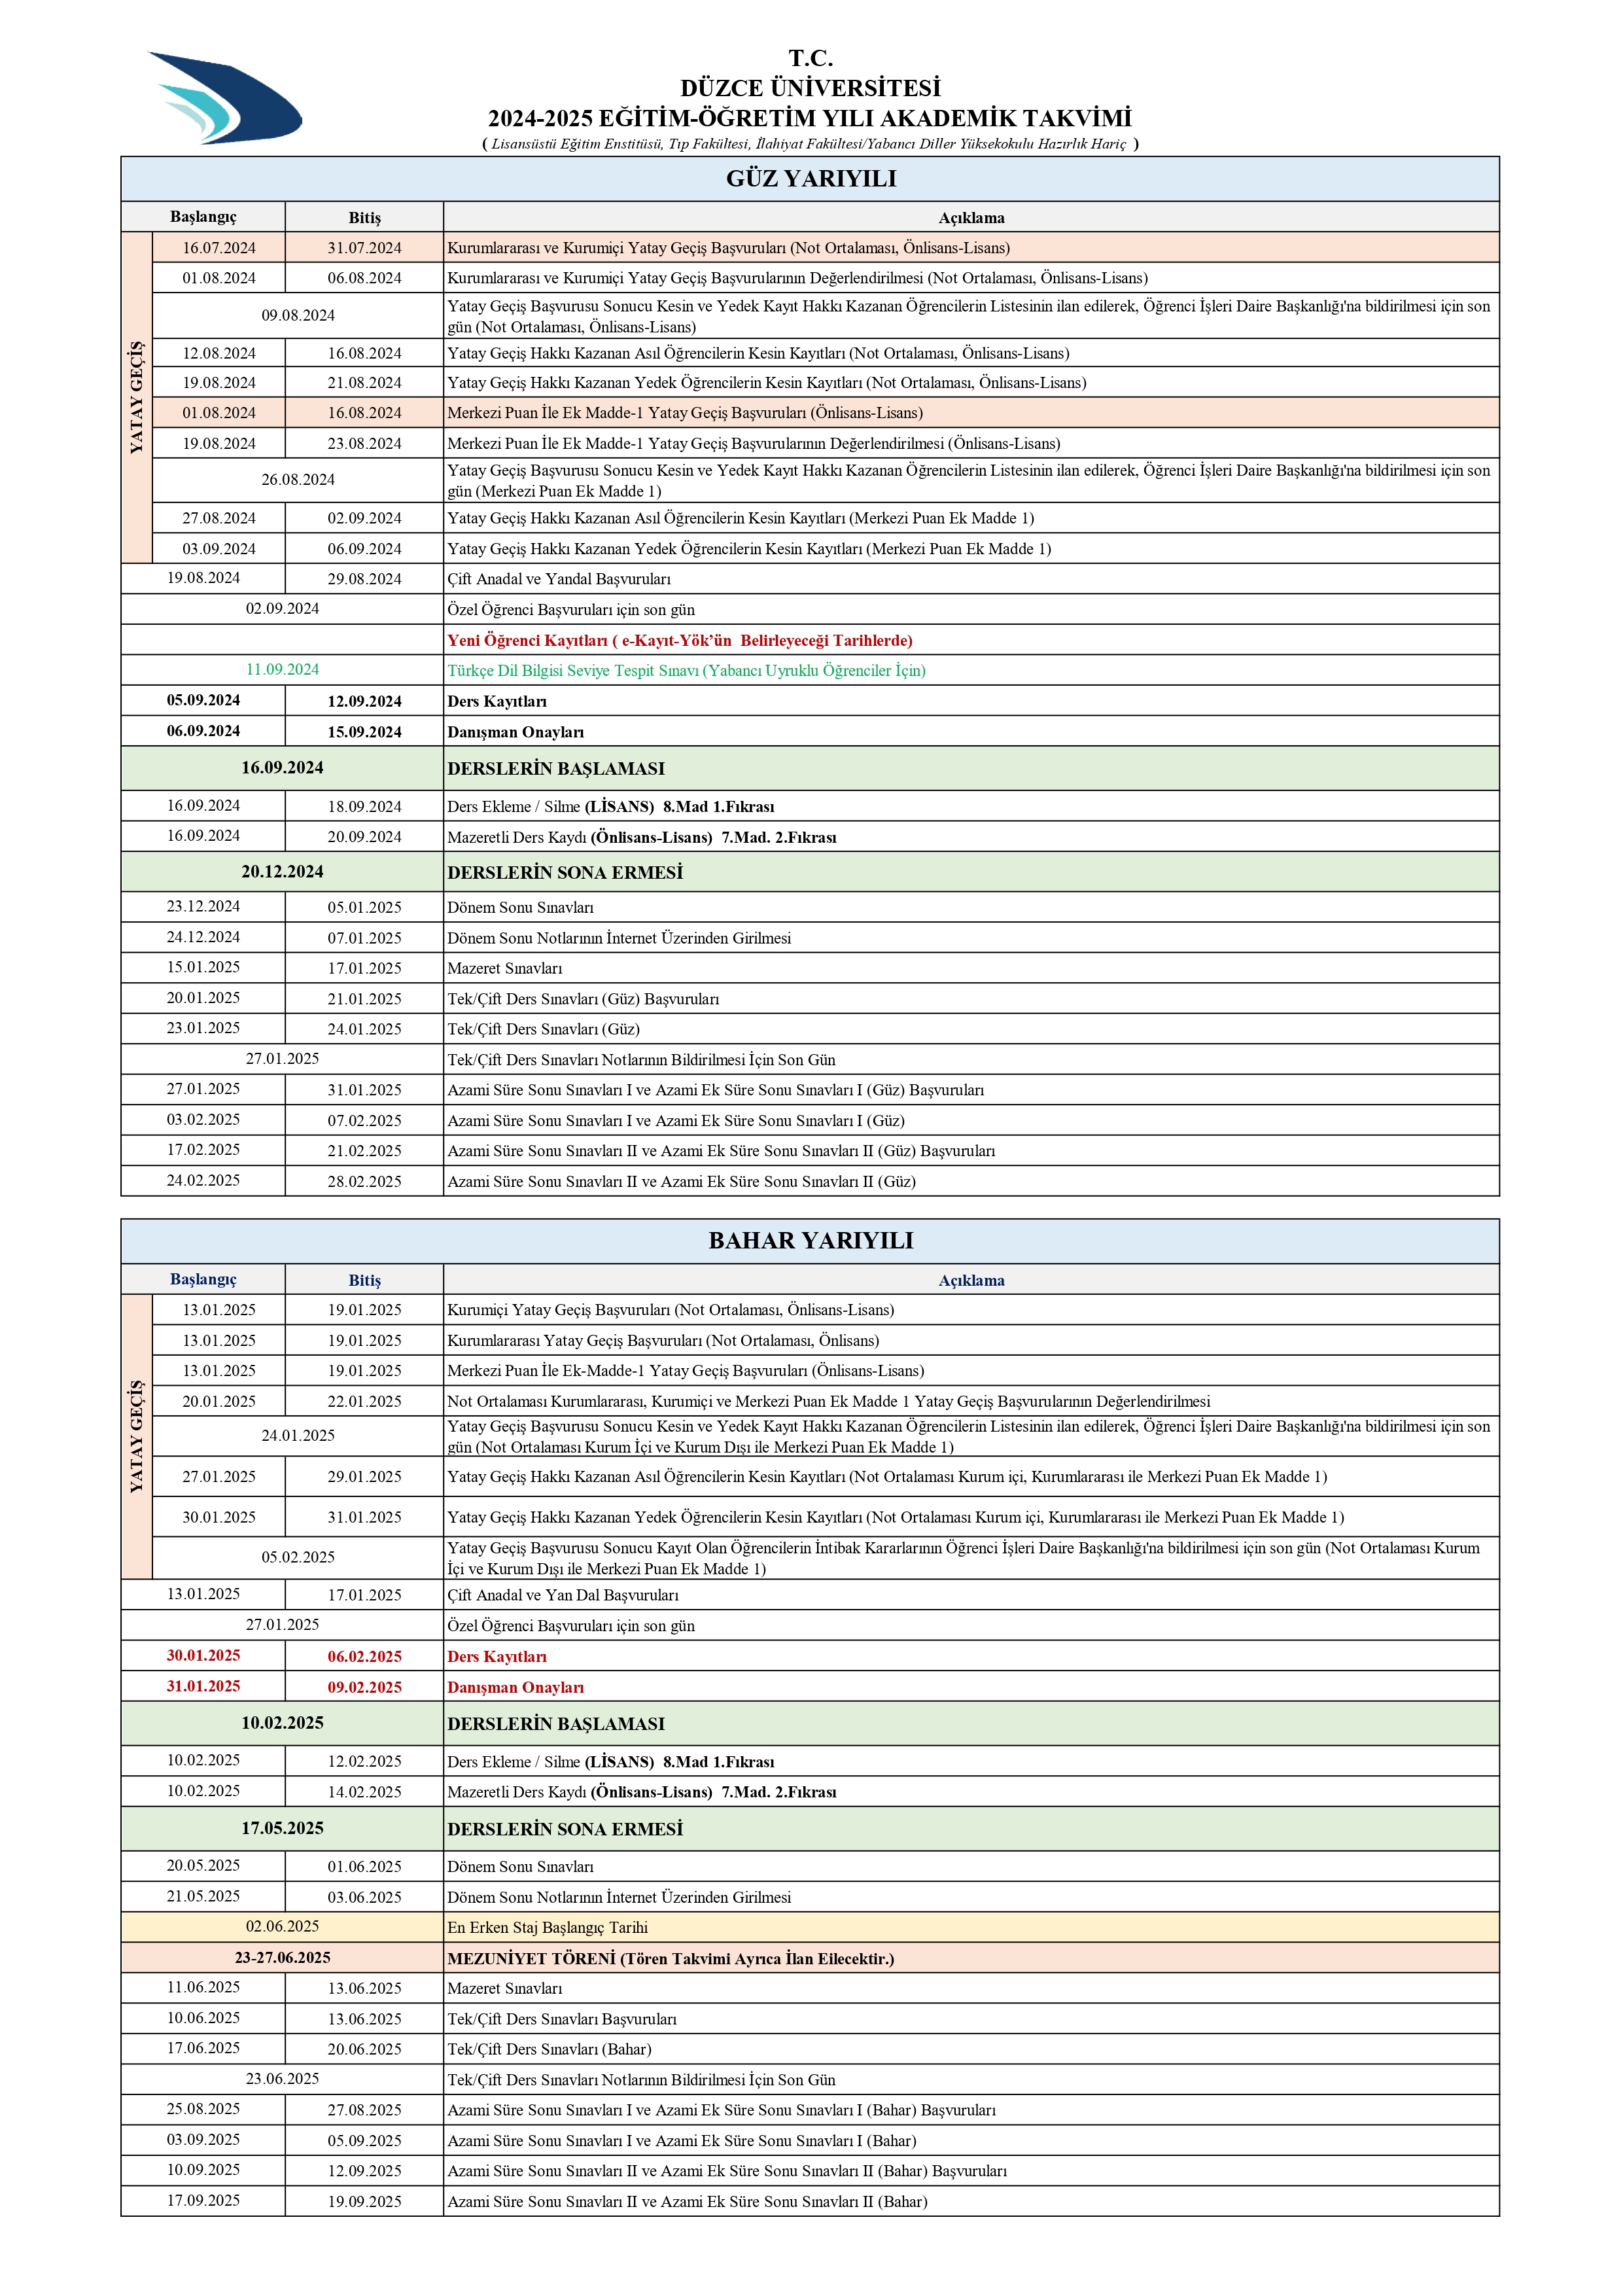 T.C.
DÜZCE ÜNİVERSİTESİ
2024-2025 EĞİTİM-ÖĞRETİM YILI AKADEMİK TAKVİMİ
( Lisansüstü Eğitim Enstitüsü, Tıp Fakültesi, İlahiyat Fakültesi/Yabancı Diller Yüksekokulu Hazırlık Hariç )
GÜZ YARIYILI
Başlangıç Bitiş Açıklama
YATAY GEÇİŞ
16.07.2024 31.07.2024 Kurumlararası ve Kurumiçi Yatay Geçiş Başvuruları (Not Ortalaması, Önlisans-Lisans)
01.08.2024 06.08.2024 Kurumlararası ve Kurumiçi Yatay Geçiş Başvurularının Değerlendirilmesi (Not Ortalaması, Önlisans-Lisans)
09.08.2024 Yatay Geçiş Başvurusu Sonucu Kesin ve Yedek Kayıt Hakkı Kazanan Öğrencilerin Listesinin ilan edilerek, Öğrenci İşleri Daire Başkanlığı'na bildirilmesi için son
gün (Not Ortalaması, Önlisans-Lisans)
12.08.2024 16.08.2024 Yatay Geçiş Hakkı Kazanan Asıl Öğrencilerin Kesin Kayıtları (Not Ortalaması, Önlisans-Lisans)
19.08.2024 21.08.2024 Yatay Geçiş Hakkı Kazanan Yedek Öğrencilerin Kesin Kayıtları (Not Ortalaması, Önlisans-Lisans)
01.08.2024 16.08.2024 Merkezi Puan İle Ek Madde-1 Yatay Geçiş Başvuruları (Önlisans-Lisans)
19.08.2024 23.08.2024 Merkezi Puan İle Ek Madde-1 Yatay Geçiş Başvurularının Değerlendirilmesi (Önlisans-Lisans)
26.08.2024 Yatay Geçiş Başvurusu Sonucu Kesin ve Yedek Kayıt Hakkı Kazanan Öğrencilerin Listesinin ilan edilerek, Öğrenci İşleri Daire Başkanlığı'na bildirilmesi için son
gün (Merkezi Puan Ek Madde 1)
27.08.2024 02.09.2024 Yatay Geçiş Hakkı Kazanan Asıl Öğrencilerin Kesin Kayıtları (Merkezi Puan Ek Madde 1)
03.09.2024 06.09.2024 Yatay Geçiş Hakkı Kazanan Yedek Öğrencilerin Kesin Kayıtları (Merkezi Puan Ek Madde 1)
19.08.2024 29.08.2024 Çift Anadal ve Yandal Başvuruları
02.09.2024 Özel Öğrenci Başvuruları için son gün
Yeni Öğrenci Kayıtları ( e-Kayıt-Yök’ün Belirleyeceği Tarihlerde)
11.09.2024 Türkçe Dil Bilgisi Seviye Tespit Sınavı (Yabancı Uyruklu Öğrenciler İçin)
05.09.2024 12.09.2024 Ders Kayıtları
06.09.2024 15.09.2024 Danışman Onayları
16.09.2024 DERSLERİN BAŞLAMASI
16.09.2024 18.09.2024 Ders Ekleme / Silme (LİSANS) 8.Mad 1.Fıkrası
16.09.2024 20.09.2024 Mazeretli Ders Kaydı (Önlisans-Lisans) 7.Mad. 2.Fıkrası
20.12.2024 DERSLERİN SONA ERMESİ
23.12.2024 05.01.2025 Dönem Sonu Sınavları
24.12.2024 07.01.2025 Dönem Sonu Notlarının İnternet Üzerinden Girilmesi
15.01.2025 17.01.2025 Mazeret Sınavları
20.01.2025 21.01.2025 Tek/Çift Ders Sınavları (Güz) Başvuruları
23.01.2025 24.01.2025 Tek/Çift Ders Sınavları (Güz)
27.01.2025 Tek/Çift Ders Sınavları Notlarının Bildirilmesi İçin Son Gün
27.01.2025 31.01.2025 Azami Süre Sonu Sınavları I ve Azami Ek Süre Sonu Sınavları I (Güz) Başvuruları
03.02.2025 07.02.2025 Azami Süre Sonu Sınavları I ve Azami Ek Süre Sonu Sınavları I (Güz)
17.02.2025 21.02.2025 Azami Süre Sonu Sınavları II ve Azami Ek Süre Sonu Sınavları II (Güz) Başvuruları
24.02.2025 28.02.2025 Azami Süre Sonu Sınavları II ve Azami Ek Süre Sonu Sınavları II (Güz)
BAHAR YARIYILI
Başlangıç Bitiş Açıklama
YATAY GEÇİŞ
13.01.2025 19.01.2025 Kurumiçi Yatay Geçiş Başvuruları (Not Ortalaması, Önlisans-Lisans)
13.01.2025 19.01.2025 Kurumlararası Yatay Geçiş Başvuruları (Not Ortalaması, Önlisans)
13.01.2025 19.01.2025 Merkezi Puan İle Ek-Madde-1 Yatay Geçiş Başvuruları (Önlisans-Lisans)
20.01.2025 22.01.2025 Not Ortalaması Kurumlararası, Kurumiçi ve Merkezi Puan Ek Madde 1 Yatay Geçiş Başvurularının Değerlendirilmesi
24.01.2025 Yatay Geçiş Başvurusu Sonucu Kesin ve Yedek Kayıt Hakkı Kazanan Öğrencilerin Listesinin ilan edilerek, Öğrenci İşleri Daire Başkanlığı'na bildirilmesi için son
gün (Not Ortalaması Kurum İçi ve Kurum Dışı ile Merkezi Puan Ek Madde 1)
27.01.2025 29.01.2025 Yatay Geçiş Hakkı Kazanan Asıl Öğrencilerin Kesin Kayıtları (Not Ortalaması Kurum içi, Kurumlararası ile Merkezi Puan Ek Madde 1)
30.01.2025 31.01.2025 Yatay Geçiş Hakkı Kazanan Yedek Öğrencilerin Kesin Kayıtları (Not Ortalaması Kurum içi, Kurumlararası ile Merkezi Puan Ek Madde 1)
05.02.2025 Yatay Geçiş Başvurusu Sonucu Kayıt Olan Öğrencilerin İntibak Kararlarının Öğrenci İşleri Daire Başkanlığı'na bildirilmesi için son gün (Not Ortalaması Kurum
İçi ve Kurum Dışı ile Merkezi Puan Ek Madde 1)
13.01.2025 17.01.2025 Çift Anadal ve Yan Dal Başvuruları
27.01.2025 Özel Öğrenci Başvuruları için son gün
30.01.2025 06.02.2025 Ders Kayıtları
31.01.2025 09.02.2025 Danışman Onayları
10.02.2025 DERSLERİN BAŞLAMASI
10.02.2025 12.02.2025 Ders Ekleme / Silme (LİSANS) 8.Mad 1.Fıkrası
10.02.2025 14.02.2025 Mazeretli Ders Kaydı (Önlisans-Lisans) 7.Mad. 2.Fıkrası
17.05.2025 DERSLERİN SONA ERMESİ
20.05.2025 01.06.2025 Dönem Sonu Sınavları
21.05.2025 03.06.2025 Dönem Sonu Notlarının İnternet Üzerinden Girilmesi
02.06.2025 En Erken Staj Başlangıç Tarihi
23-27.06.2025 MEZUNİYET TÖRENİ (Tören Takvimi Ayrıca İlan Eilecektir.)
11.06.2025 13.06.2025 Mazeret Sınavları
10.06.2025 13.06.2025 Tek/Çift Ders Sınavları Başvuruları
17.06.2025 20.06.2025 Tek/Çift Ders Sınavları (Bahar)
23.06.2025 Tek/Çift Ders Sınavları Notlarının Bildirilmesi İçin Son Gün
25.08.2025 27.08.2025 Azami Süre Sonu Sınavları I ve Azami Ek Süre Sonu Sınavları I (Bahar) Başvuruları
03.09.2025 05.09.2025 Azami Süre Sonu Sınavları I ve Azami Ek Süre Sonu Sınavları I (Bahar)
10.09.2025 12.09.2025 Azami Süre Sonu Sınavları II ve Azami Ek Süre Sonu Sınavları II (Bahar) Başvuruları
17.09.2025 19.09.2025 Azami Süre Sonu Sınavları II ve Azami Ek Süre Sonu Sınavları II (Bahar)